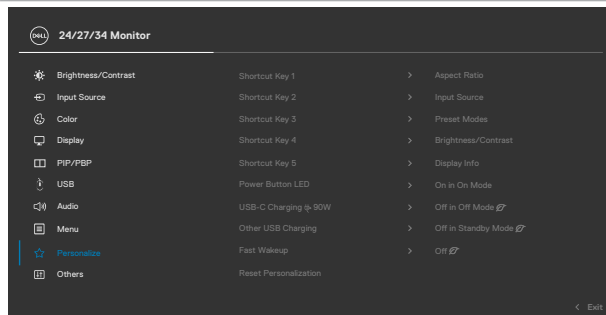 DELL 24/27/34 Monitor
Brightness/Contrast Shortcut Key 1 > Aspect Ratio
Input Source Shortcut Key 2 > Input Source
Color Shortcut Key 3 > Preset Modes
Display Shortcut Key 4 > Brightness/Contrast
PIP/PBP Shortcut Key 5 > Display Info
USB Power Button LED > On in On Mode
Audio USB-C Charging 90W > Off in Off Mode
Menu Other USB Charging > Off in Standby Mode
Personalize Fast Wakeup > Off
Others Reset Personalization
< Exit